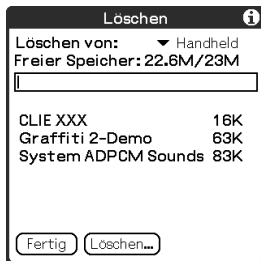 Löschen
Löschen von: Handheld
Freier Speicher: 22.6M/23M
CLIE XXX 16K
Graffiti 2-Demo 63K
System ADPCM Sounds 83K
Fertig Löschen...